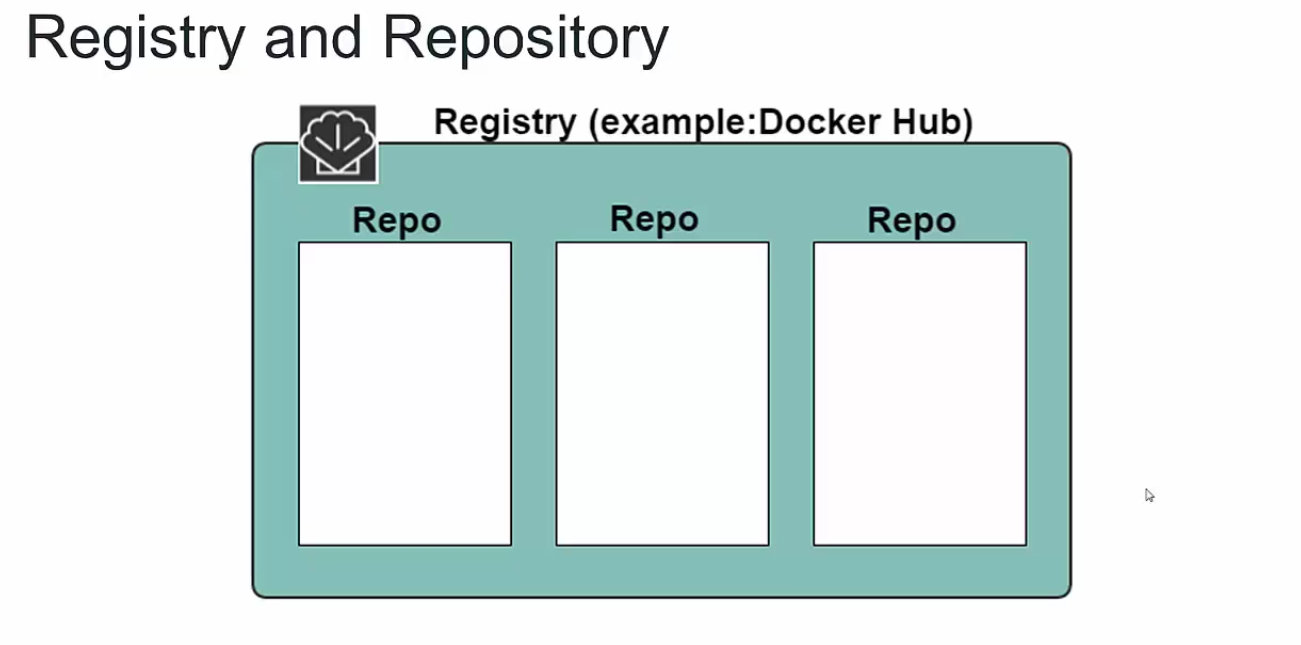 Registry and Repository
Registry (example:Docker Hub)
Repo
Repo
Repo